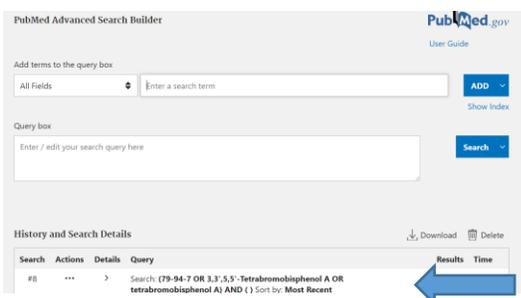 PubMed Advanced Search Builder
PubMed.gov
User Guide
Add terms to the query box
All Fields
Enter a search term
ADD
Show Index
Query box
Enter / edit your search query here
Search
History and Search Details
Download
Delete
Search Actions Details Query Results Time
#8 ... > Search: (79-94-7 OR 3,3',5,5'-Tetrabromobisphenol A OR
tetrabromobisphenol A) AND ( ) Sort by: Most Recent